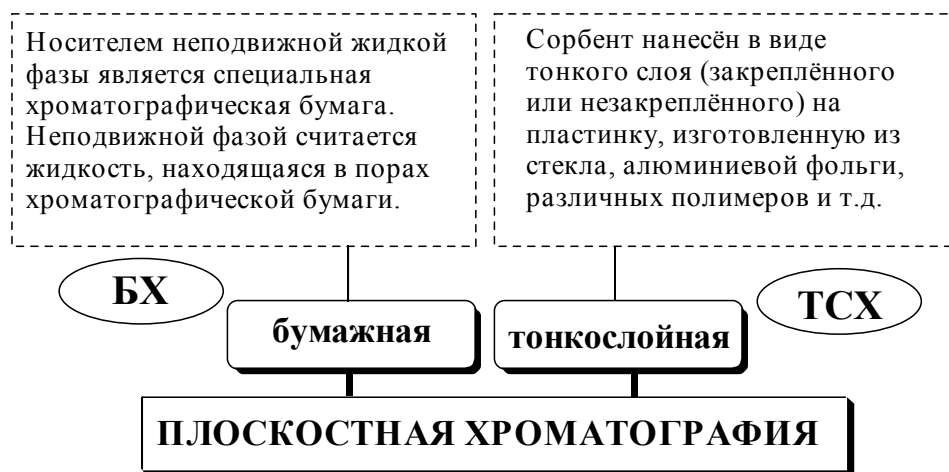 Носителем неподвижной жидкой
фазы является специальная
хроматографическая бумага.
Неподвижной фазой считается
жидкость, находящаяся в порах
хроматографической бумаги.
Сорбент нанесён в виде
тонкого слоя (закреплённого
или незакреплённого) на
пластинку, изготовленную из
стекла, алюминиевой фольги,
различных полимеров и т.д.
БХ
ТСХ
бумажная
тонкослойная
ПЛОСКОСТНАЯ ХРОМАТОГРАФИЯ